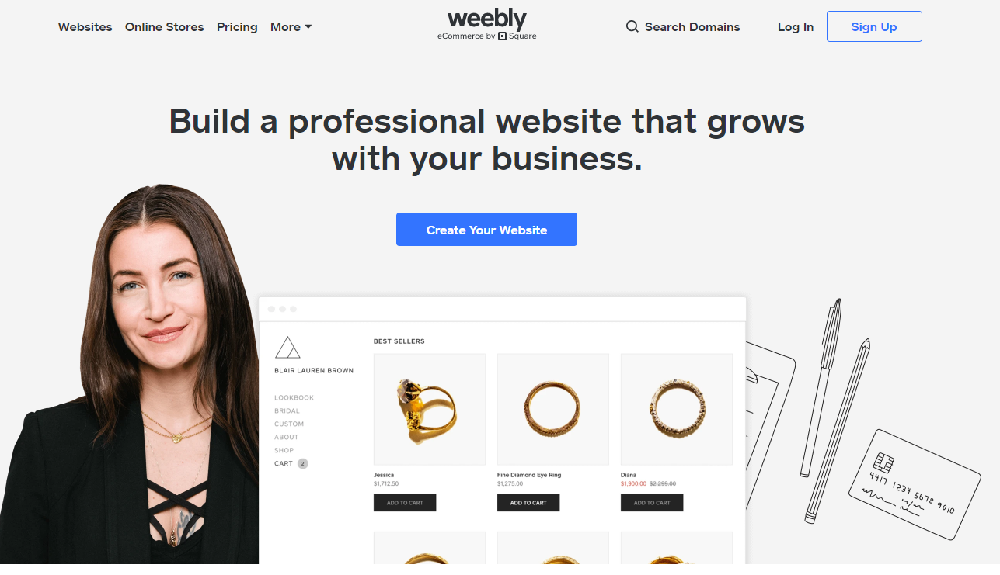 Websites Online Stores Pricing More
weebly
eCommerce by Square
Search Domains
Log In
Sign Up
Build a professional website that grows
with your business.
Create Your Website
BLAIR LAUREN BROWN
LOOKBOOK
BRIDAL
CUSTOM
ABOUT
SHOP
CART 2
BEST SELLERS
Jessica
$1,712.50
ADD TO CART
Fine Diamond Eye Ring
$1,275.00
ADD TO CART
Diana
$1,900.00 $2,299.00
ADD TO CART
4417 1234 5678 9010